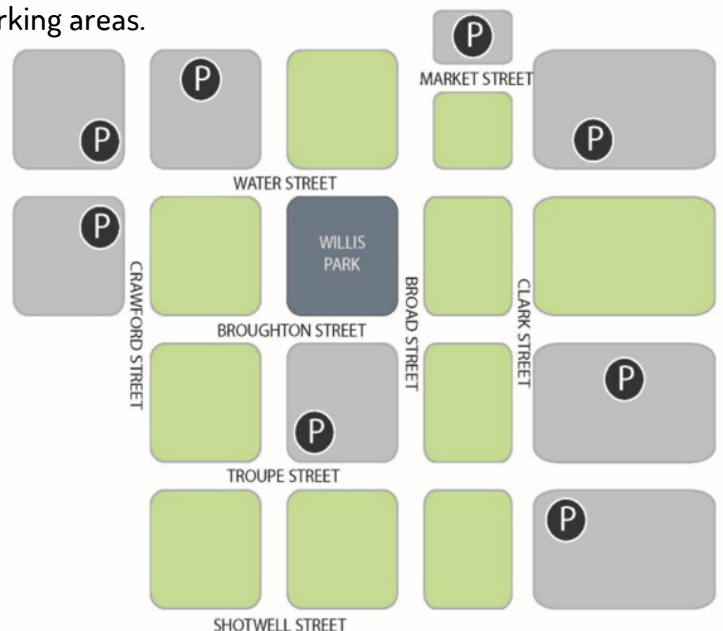 rking areas.
P
MARKET STREET
P
P
P
WATER STREET
P
WILLIS
PARK
CRAWFORD STREET
BROAD STREET
CLARK STREET
BROUGHTON STREET
P
P
TROUPE STREET
P
SHOTWELL STREET